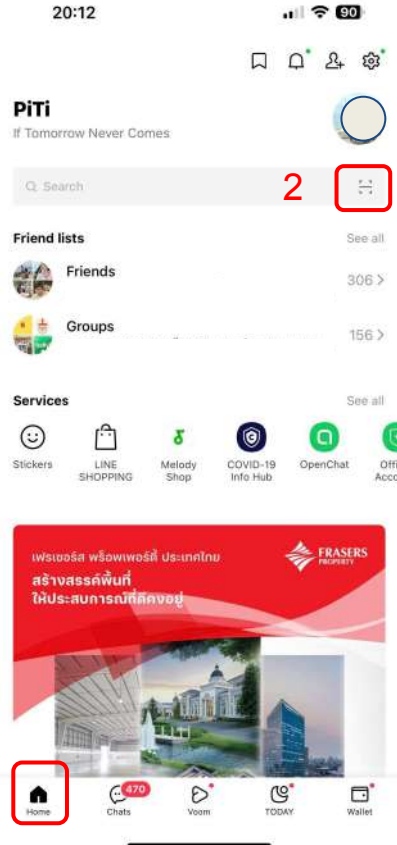 20:12
90
PiTi
If Tomorrow Never Comes
Search
2
Friend lists
See all
Friends
306 >
Groups
156 >
Services
See all
Stickers
LINE SHOPPING
Melody Shop
COVID-19 Info Hub
OpenChat
Offi
Acco
เฟรเซอร์ส พร็อพเพอร์ตี้ ประเทศไทย
FRASERS
PROPERTY
สร้างสรรค์พื้นที่
ให้ประสบการณ์ที่ดีคงอยู่
470
Home
Chats
Voom
TODAY
Wallet